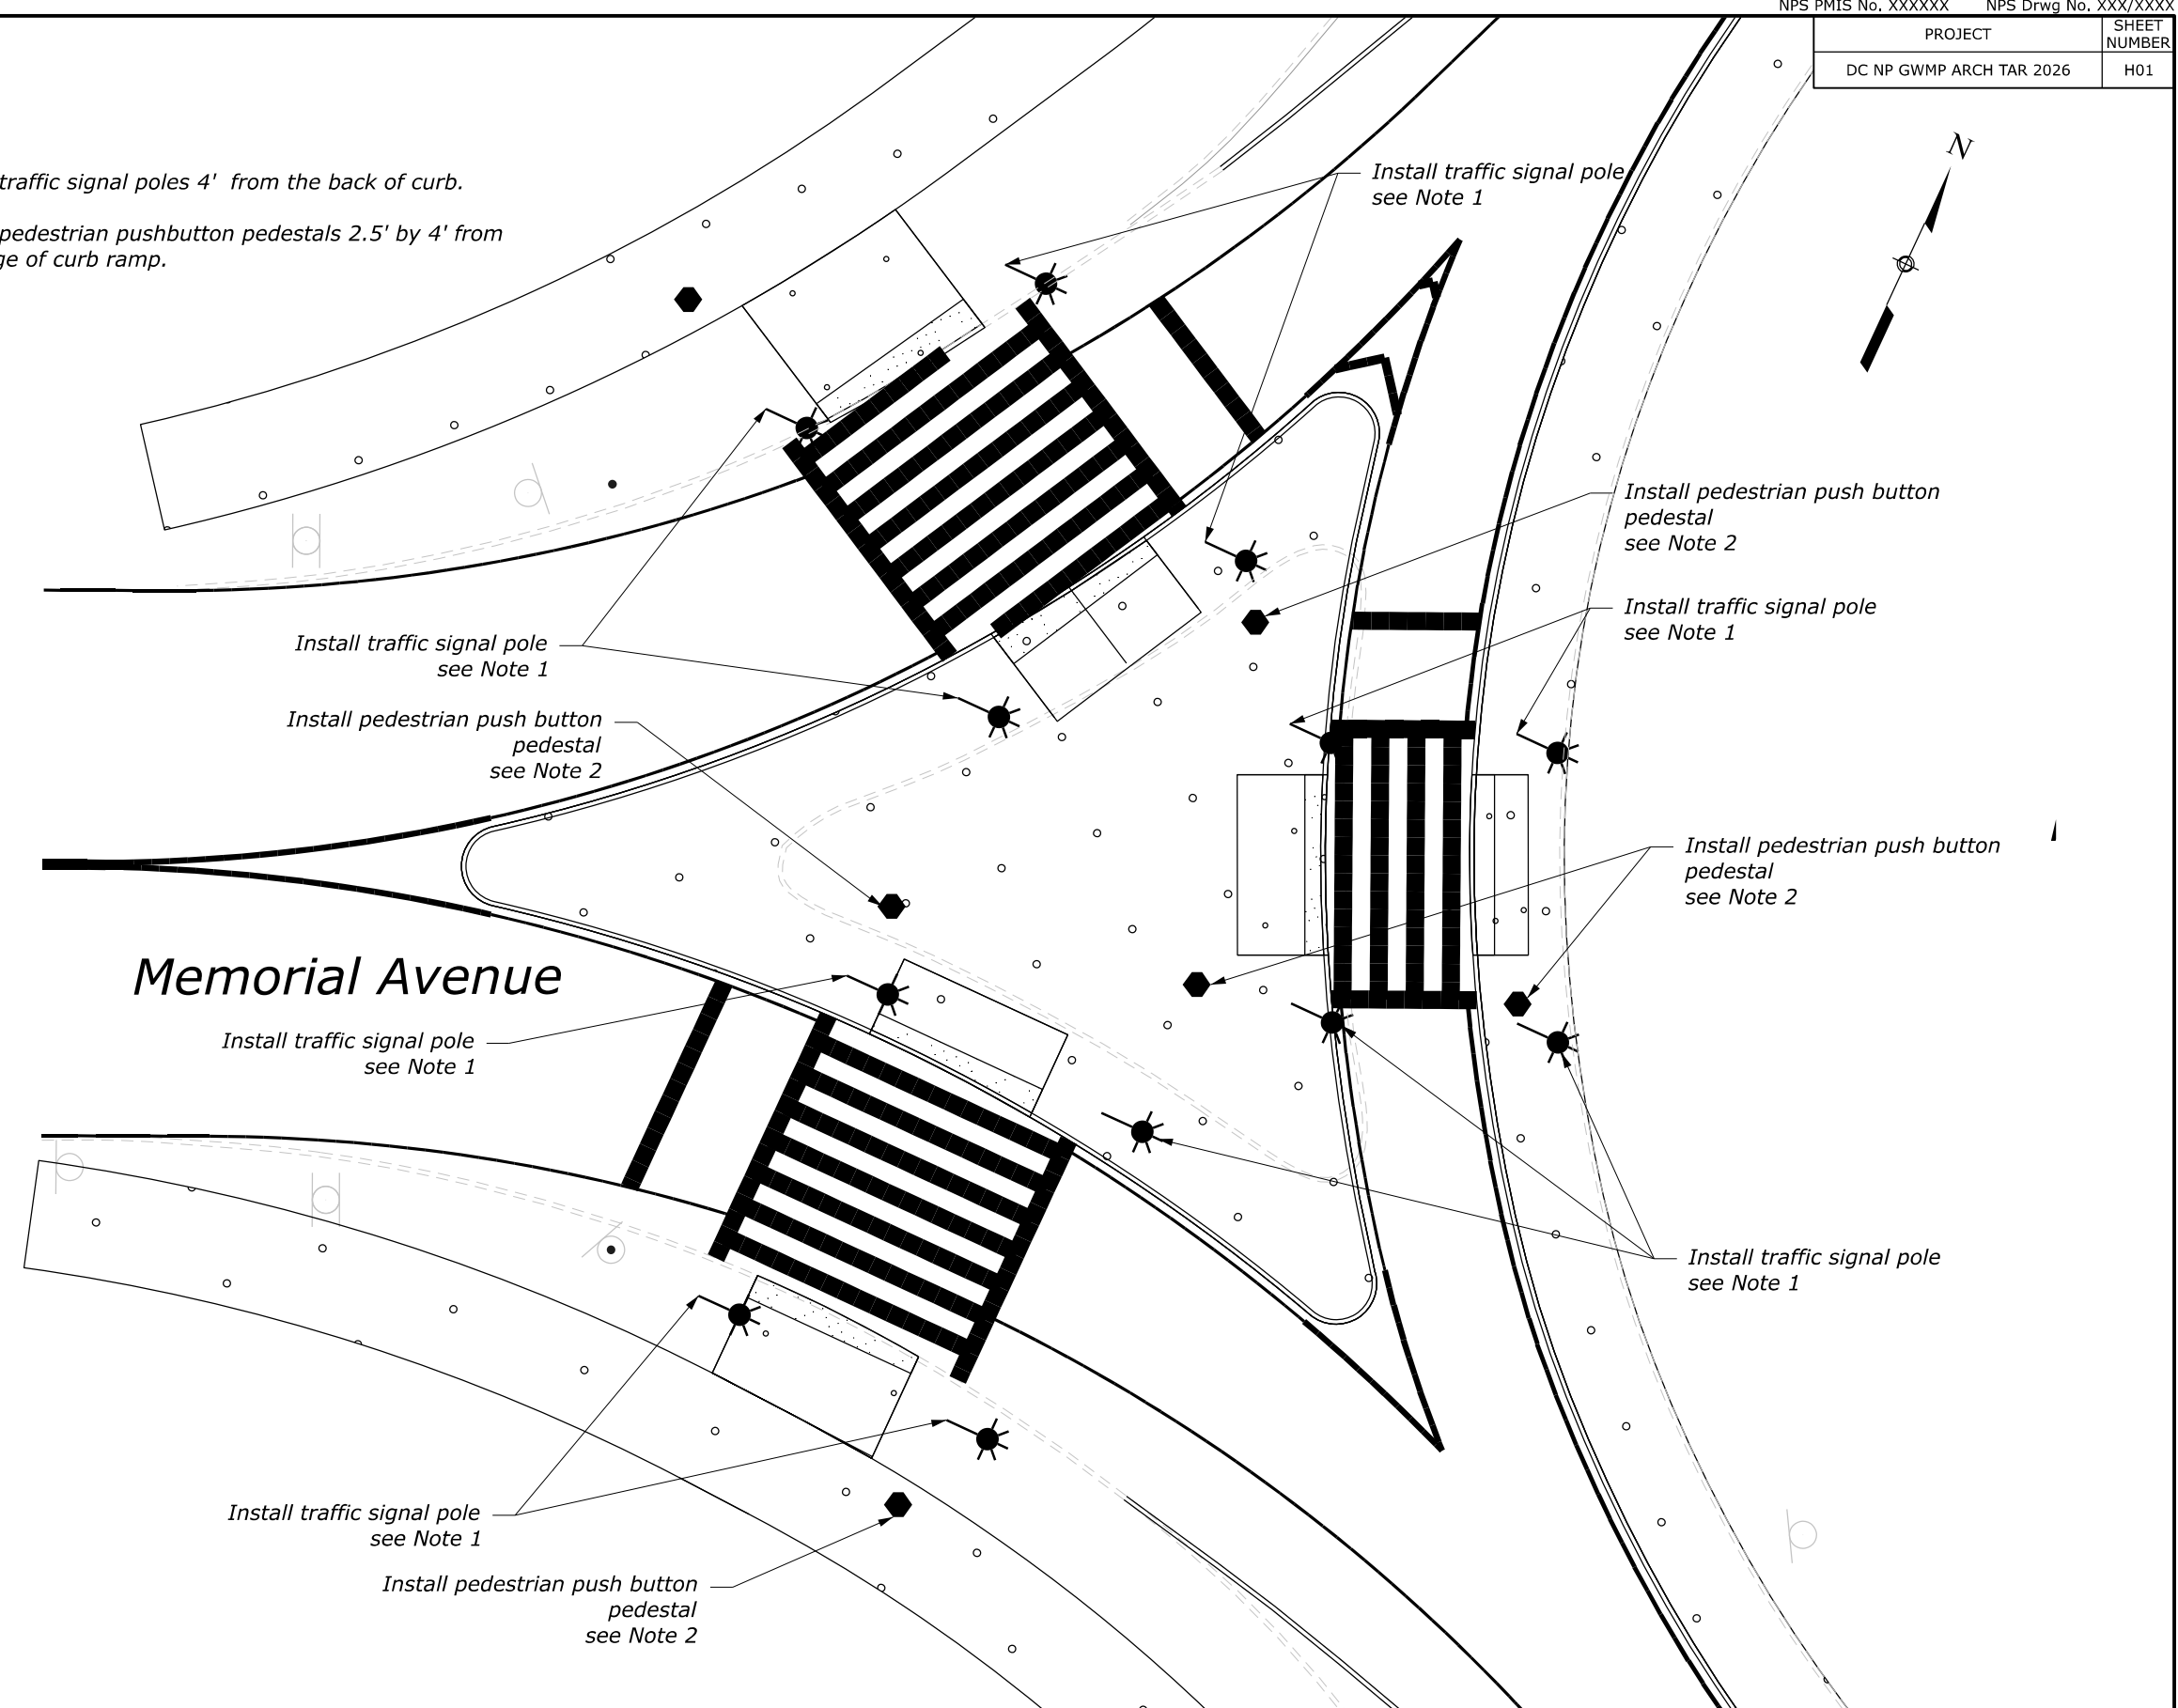 NPS PMIS No. XXXXXX NPS Drwg No. XXX/XXXX
PROJECT
SHEET
NUMBER
DC NP GWMP ARCH TAR 2026
H01
N
traffic signal poles 4' from the back of curb.
pedestrian pushbutton pedestals 2.5' by 4' from
ge of curb ramp.
Install traffic signal pole
see Note 1
Install pedestrian push button
pedestal
see Note 2
Install traffic signal pole
see Note 1
Install traffic signal pole
see Note 1
Install pedestrian push button
pedestal
see Note 2
Install pedestrian push button
pedestal
see Note 2
Memorial Avenue
Install traffic signal pole
see Note 1
Install traffic signal pole
see Note 1
Install traffic signal pole
see Note 1
Install pedestrian push button
pedestal
see Note 2